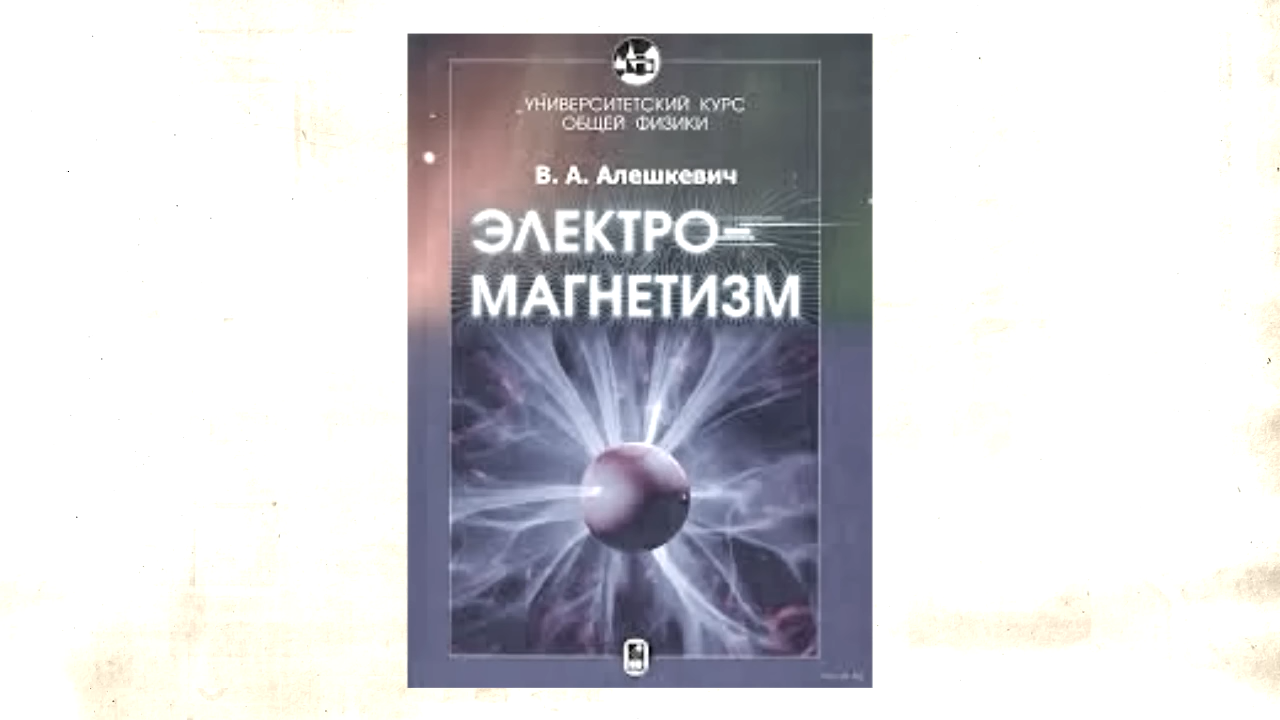 УНИВЕРСИТЕТСКИЙ КУРС
ОБЩЕЙ ФИЗИКИ
В. А. Алешкевич
ЭЛЕКТРО-
МАГНЕТИЗМ